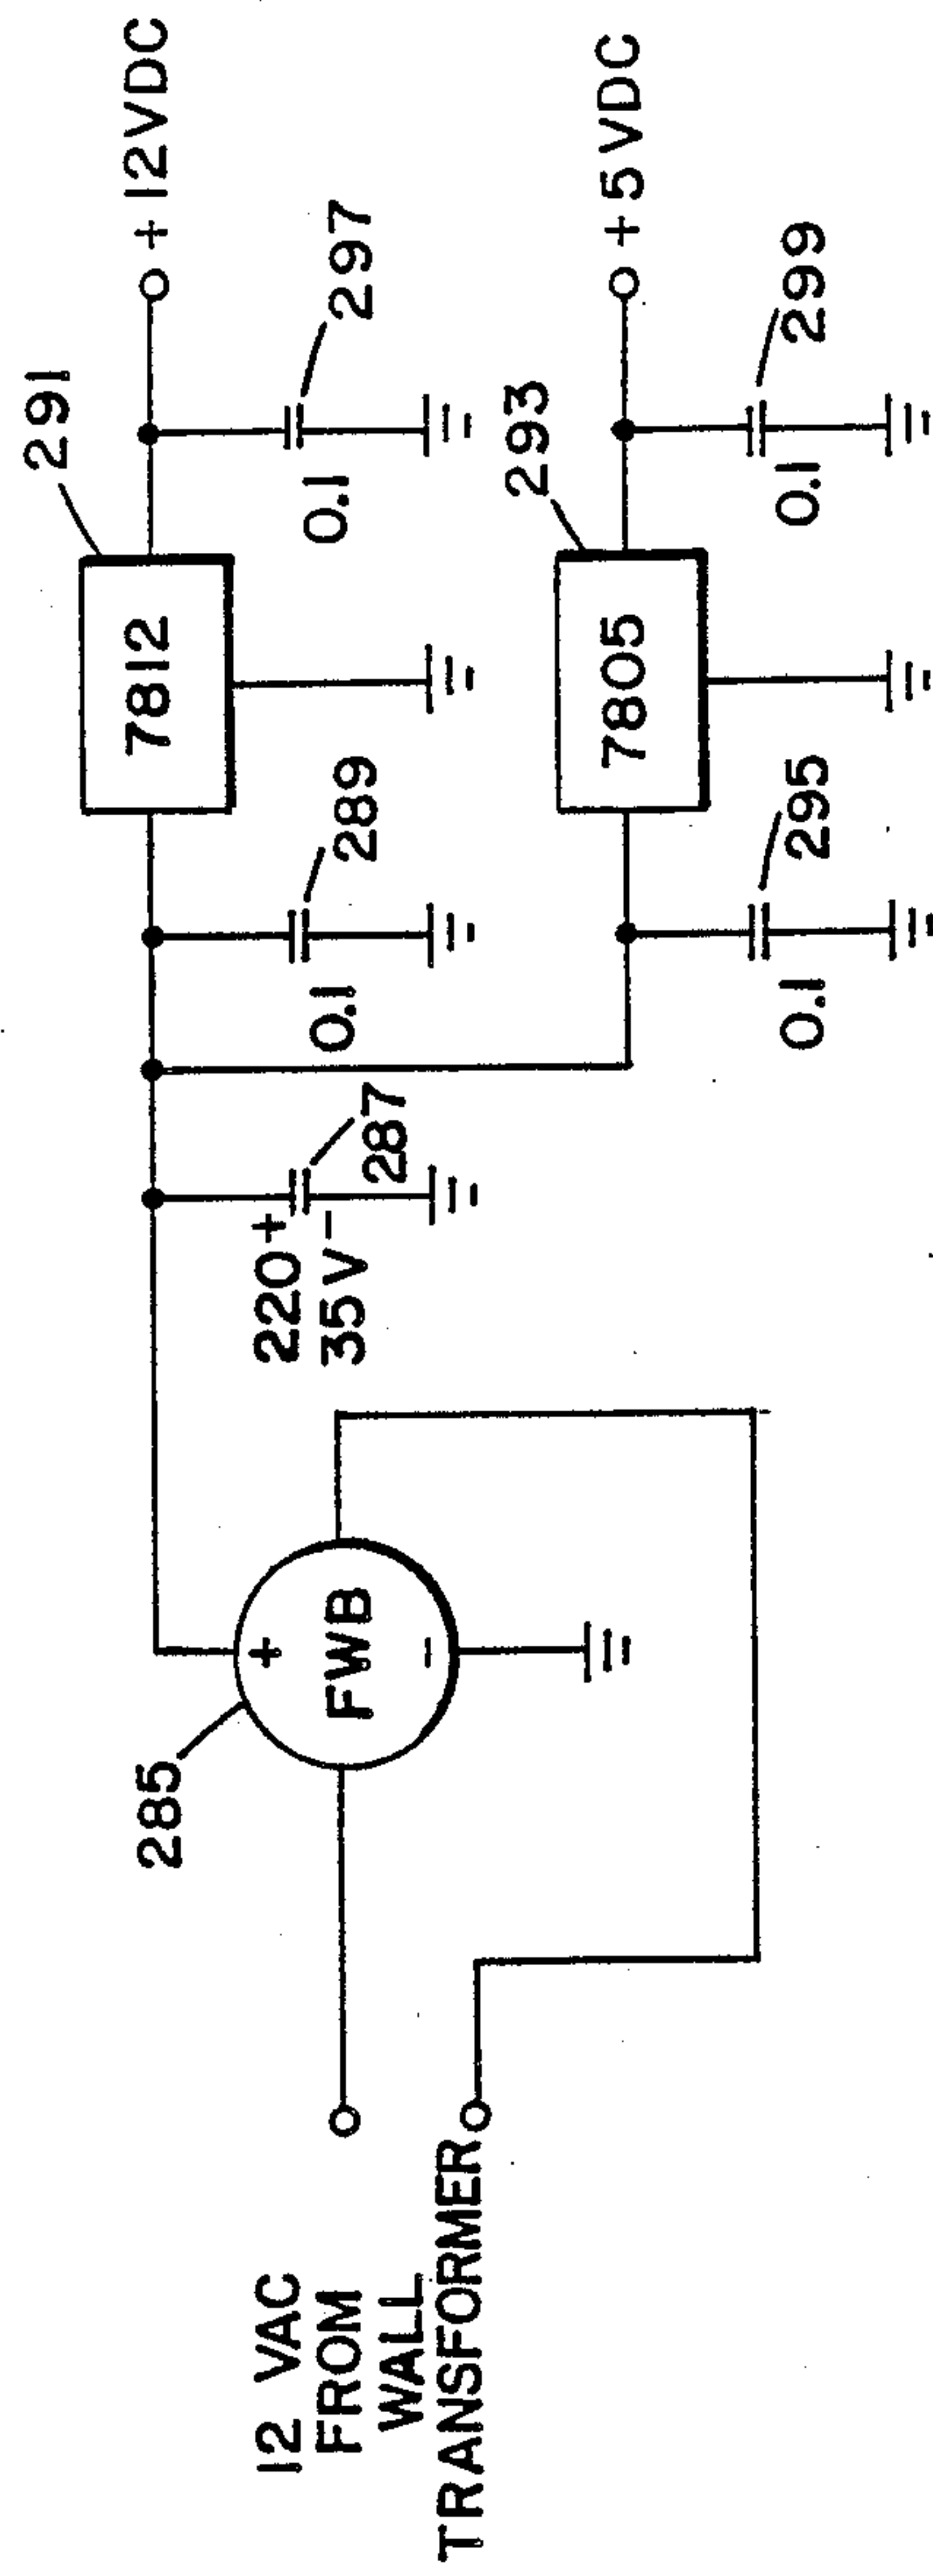 12 VAC
FROM
WALL
TRANSFORMER
285
+
FWB
-
220+
35V-
287
0.1
289
7812
291
0.1
297
+12VDC
0.1
295
7805
293
0.1
299
+5VDC